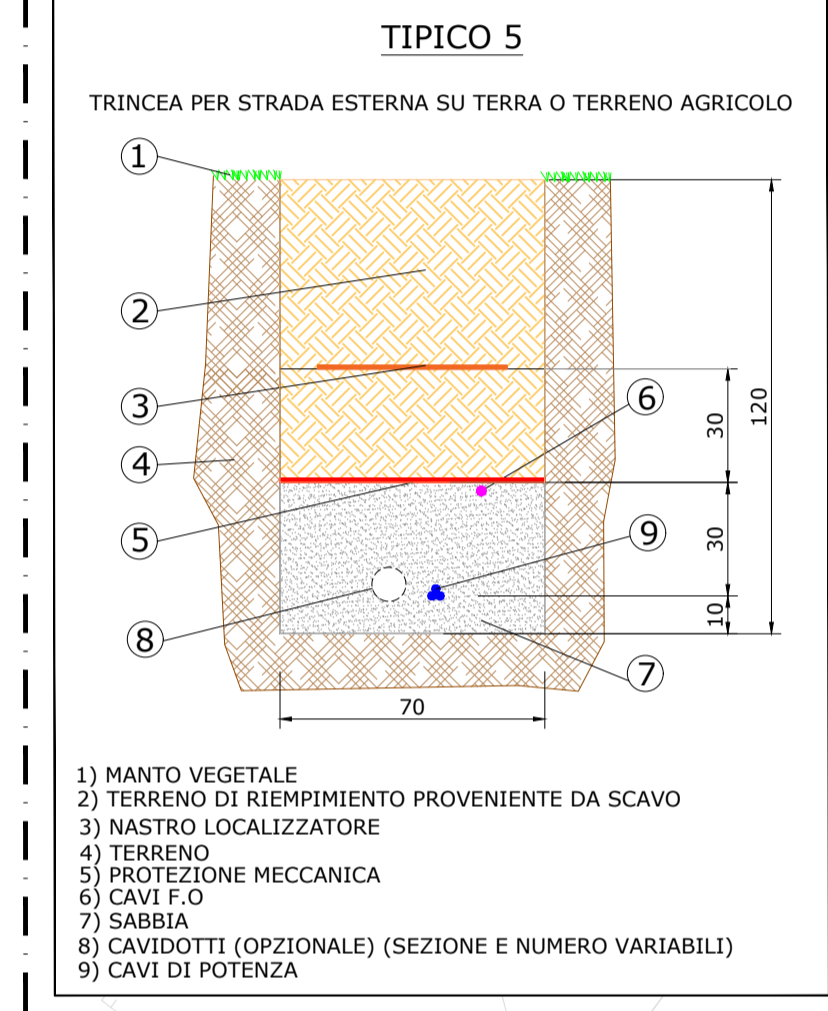 TIPICO 5
TRINCEA PER STRADA ESTERNA SU TERRA O TERRENO AGRICOLO
1
2
3
4
5
8
6
9
7
30
120
30
10
70
1) MANTO VEGETALE
2) TERRENO DI RIEMPIMIENTO PROVENIENTE DA SCAVO
3) NASTRO LOCALIZZATORE
4) TERRENO
5) PROTEZIONE MECCANICA
6) CAVI F.O
7) SABBIA
8) CAVIDOTTI (OPZIONALE) (SEZIONE E NUMERO VARIABILI)
9) CAVI DI POTENZA